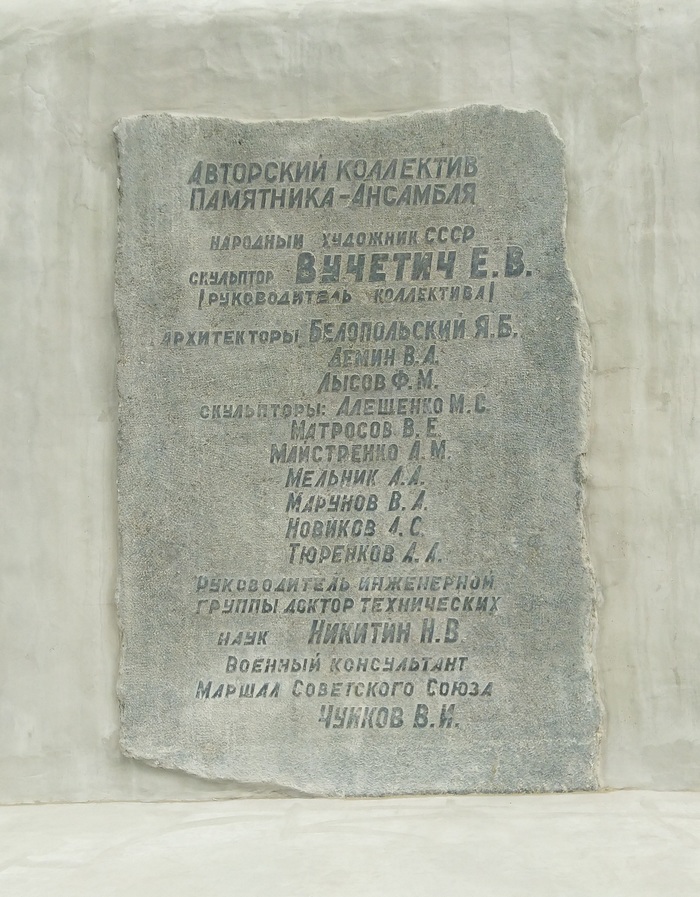 Авторский коллектив
Памятника-Ансамбля
народный художник СССР
скульптор Вучетич Е.В.
|руководитель коллектива|
архитекторы Белопольский Я.Б.
Демин В.А.
Лысов Ф.М.
скульпторы: Алещенко М.С.
Матросов В.Е.
Майстренко А.М.
Мельник А.А.
Марунов В.А.
Новиков А.С.
Тюренков А.А.
Руководитель инженерной
группы доктор технических
наук Никитин Н.В.
Военный консультант
Маршал Советского Союза
Чуйков В.И.